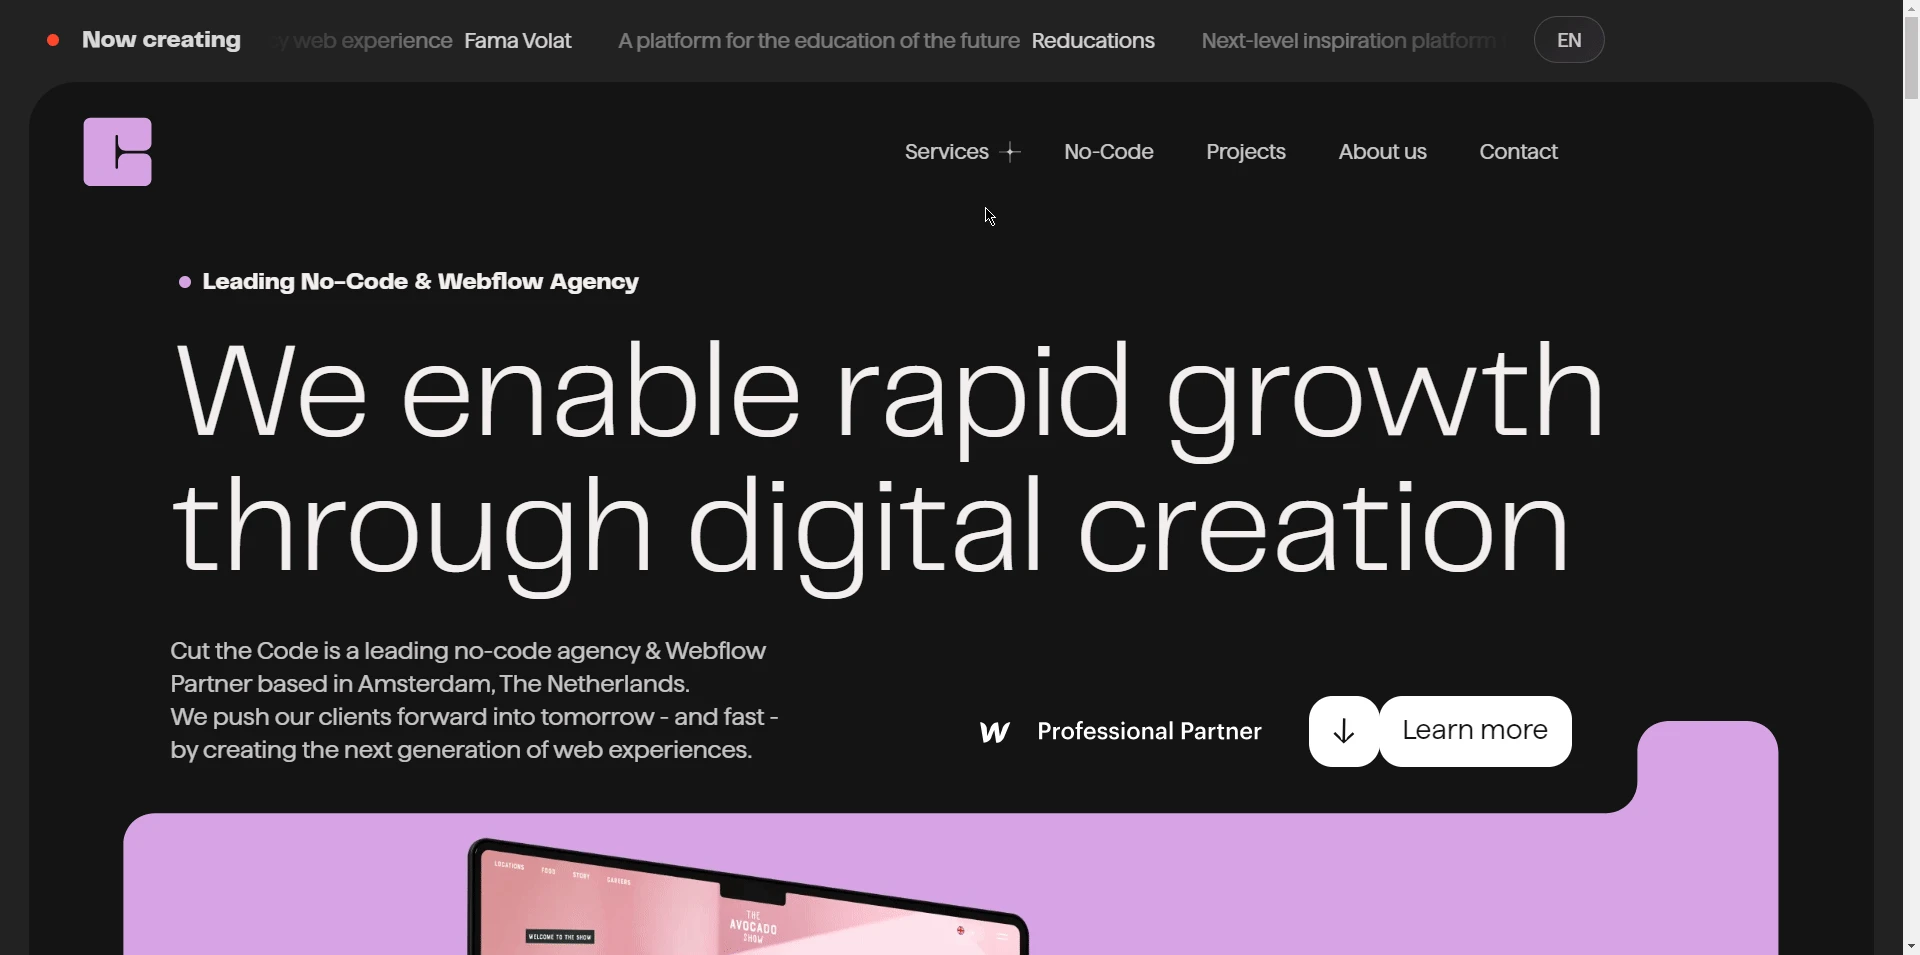 Now creating
web experience Fama Volat A platform for the education of the future Reducations Next-level inspiration platform EN
Services No-Code Projects About us Contact
Leading No-Code & Webflow Agency
We enable rapid growth
through digital creation
Cut the Code is a leading no-code agency & Webflow
Partner based in Amsterdam, The Netherlands.
We push our clients forward into tomorrow - and fast -
by creating the next generation of web experiences.
Professional Partner
Learn more
LOCATIONS FOOD STORY CAREERS
THE
AVOCADO
SHOW
WELCOME TO THE SHOW